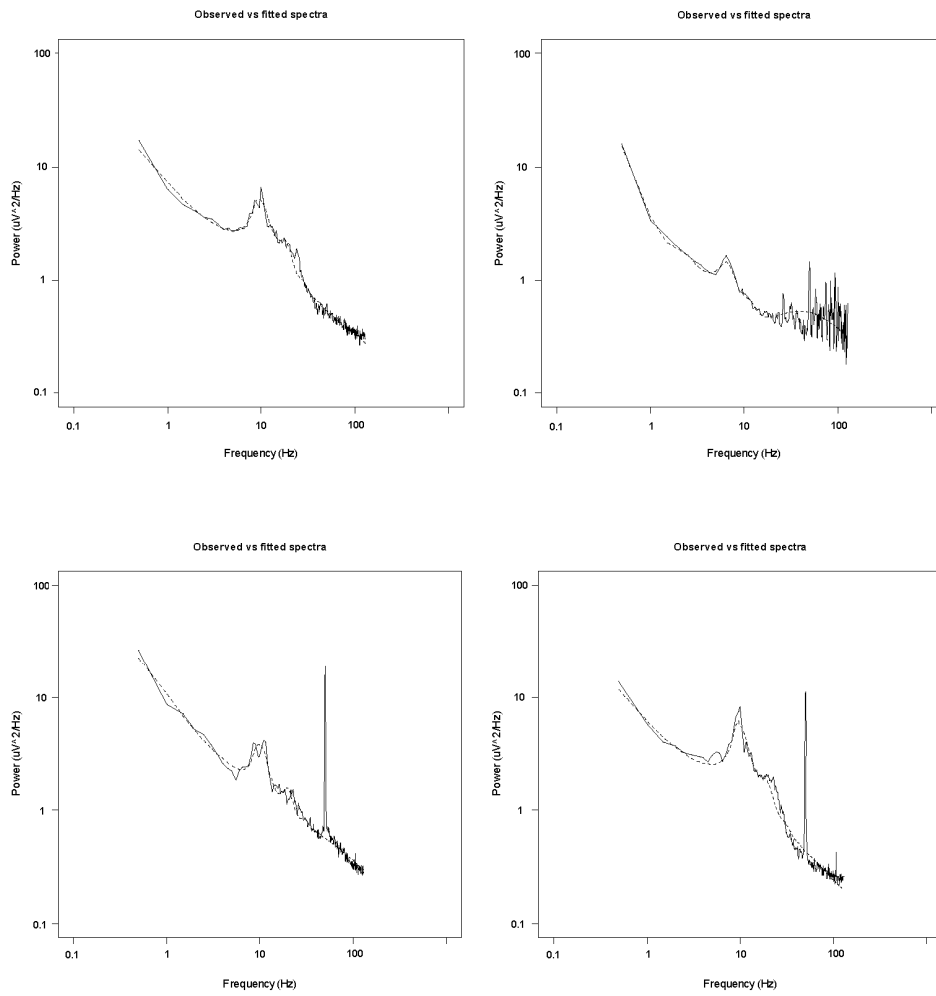 Observed vs fitted spectra
100
10
1
0.1
Power (uV^2/Hz)
0.1 1 10 100
Frequency (Hz)
Observed vs fitted spectra
100
10
1
0.1
Power (uV^2/Hz)
0.1 1 10 100
Frequency (Hz)
Observed vs fitted spectra
100
10
1
0.1
Power (uV^2/Hz)
0.1 1 10 100
Frequency (Hz)
Observed vs fitted spectra
100
10
1
0.1
Power (uV^2/Hz)
0.1 1 10 100
Frequency (Hz)